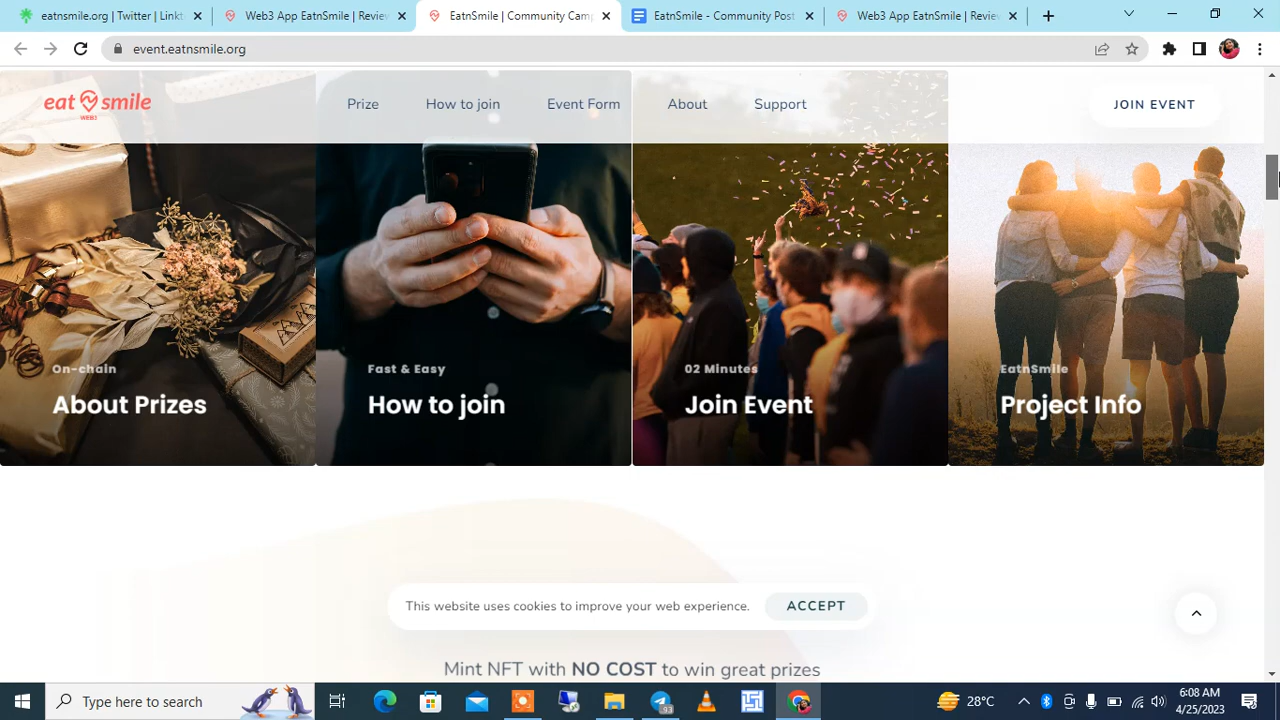 eatnsmile.org | Twitter | Linkt
Web3 App EatnSmile | Review
EatnSmile | Community Camp
EatnSmile - Community Post
Web3 App EatnSmile | Review
event.eatnsmile.org
eat smile
WEB3
Prize
How to join
Event Form
About
Support
JOIN EVENT
On-chain
About Prizes
Fast & Easy
How to join
02 Minutes
Join Event
EatnSmile
Project Info
This website uses cookies to improve your web experience.
ACCEPT
Mint NFT with NO COST to win great prizes
Type here to search
93
28°C
6:08 AM
4/25/2023